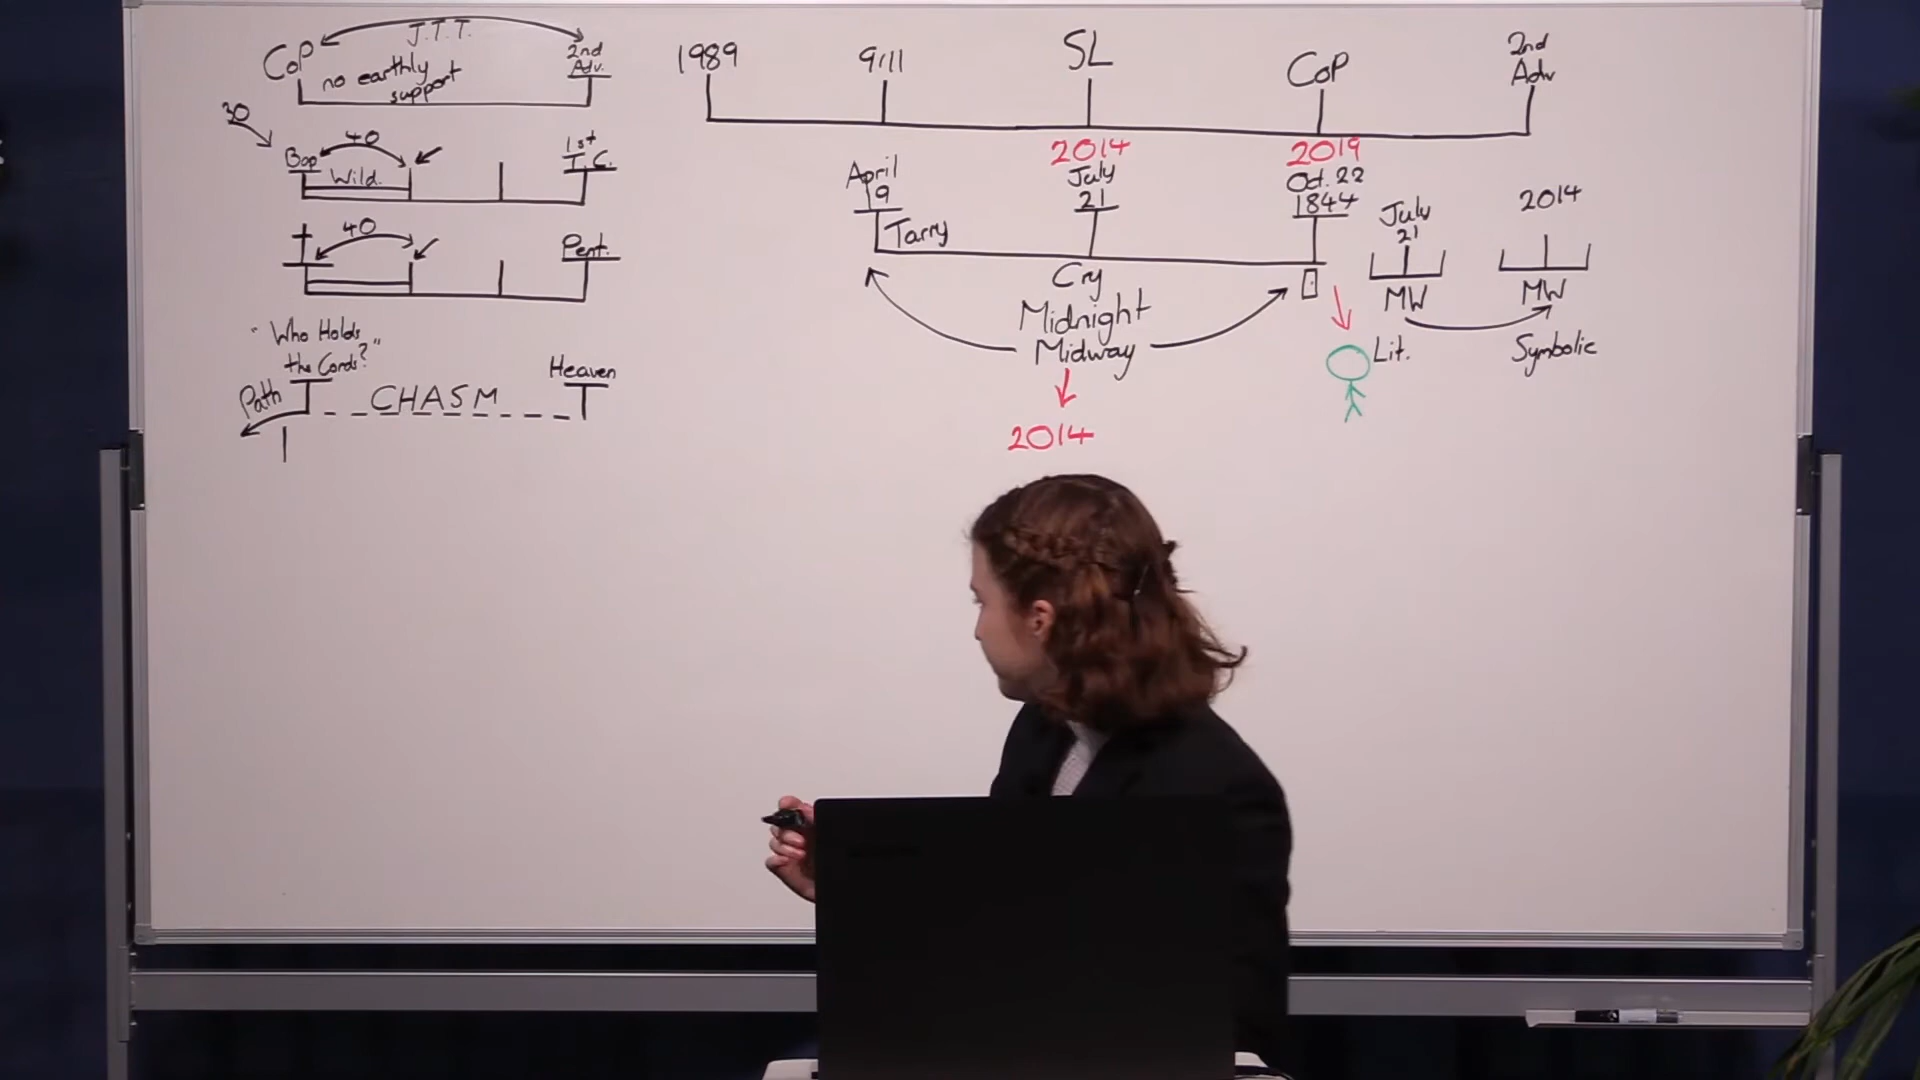 J.T.T.
CoP
2nd
Adv.
no earthly
support
30
40
Bap
Wild.
1st
T.C.
40
Pent.
"Who Holds
the Cords?"
Path
CHASM
Heaven
1989
9/11
SL
CoP
2nd
Adv
2014
2019
April
9
July
21
Oct. 22
1844
Tarry
Cry
Midnight
Midway
2014
July
21
MW
Lit.
2014
MW
Symbolic